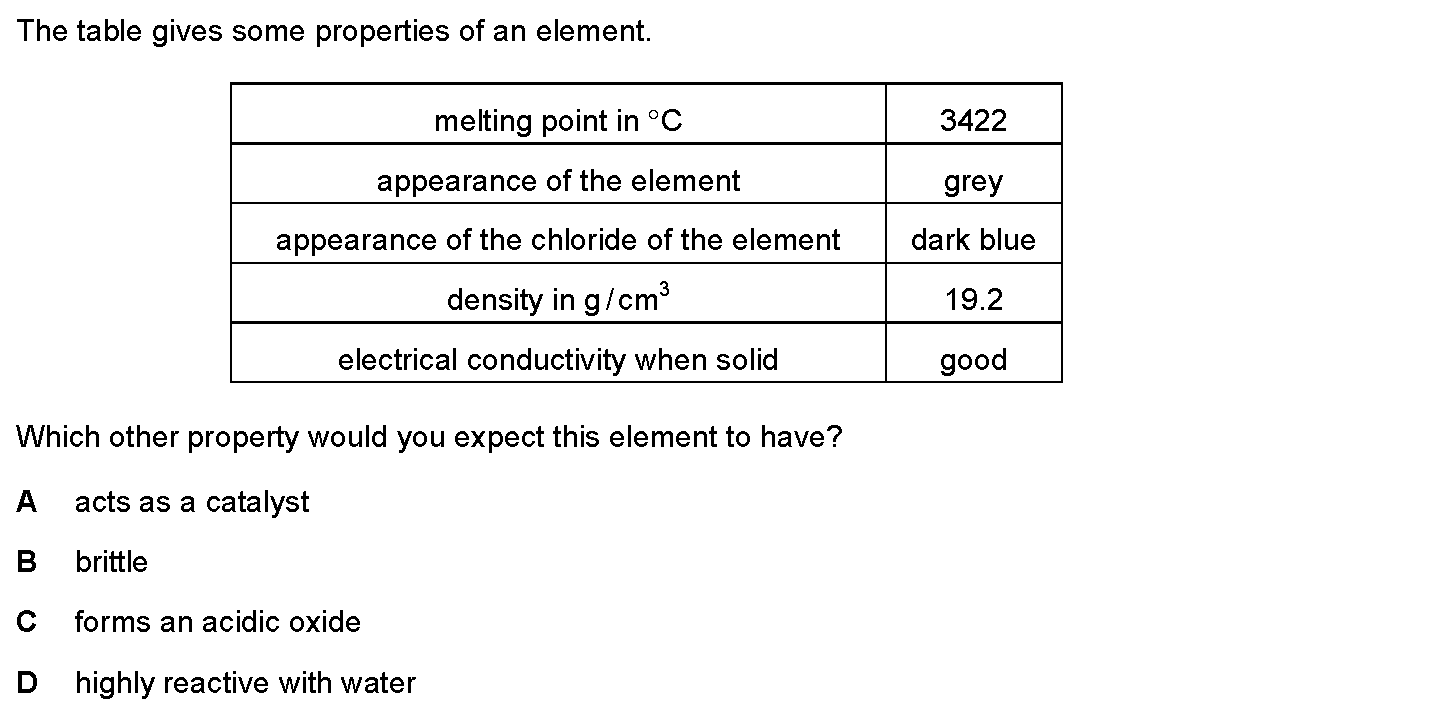 The table gives some properties of an element.
melting point in °C 3422
appearance of the element grey
appearance of the chloride of the element dark blue
density in g/cm³ 19.2
electrical conductivity when solid good
Which other property would you expect this element to have?
A acts as a catalyst
B brittle
C forms an acidic oxide
D highly reactive with water